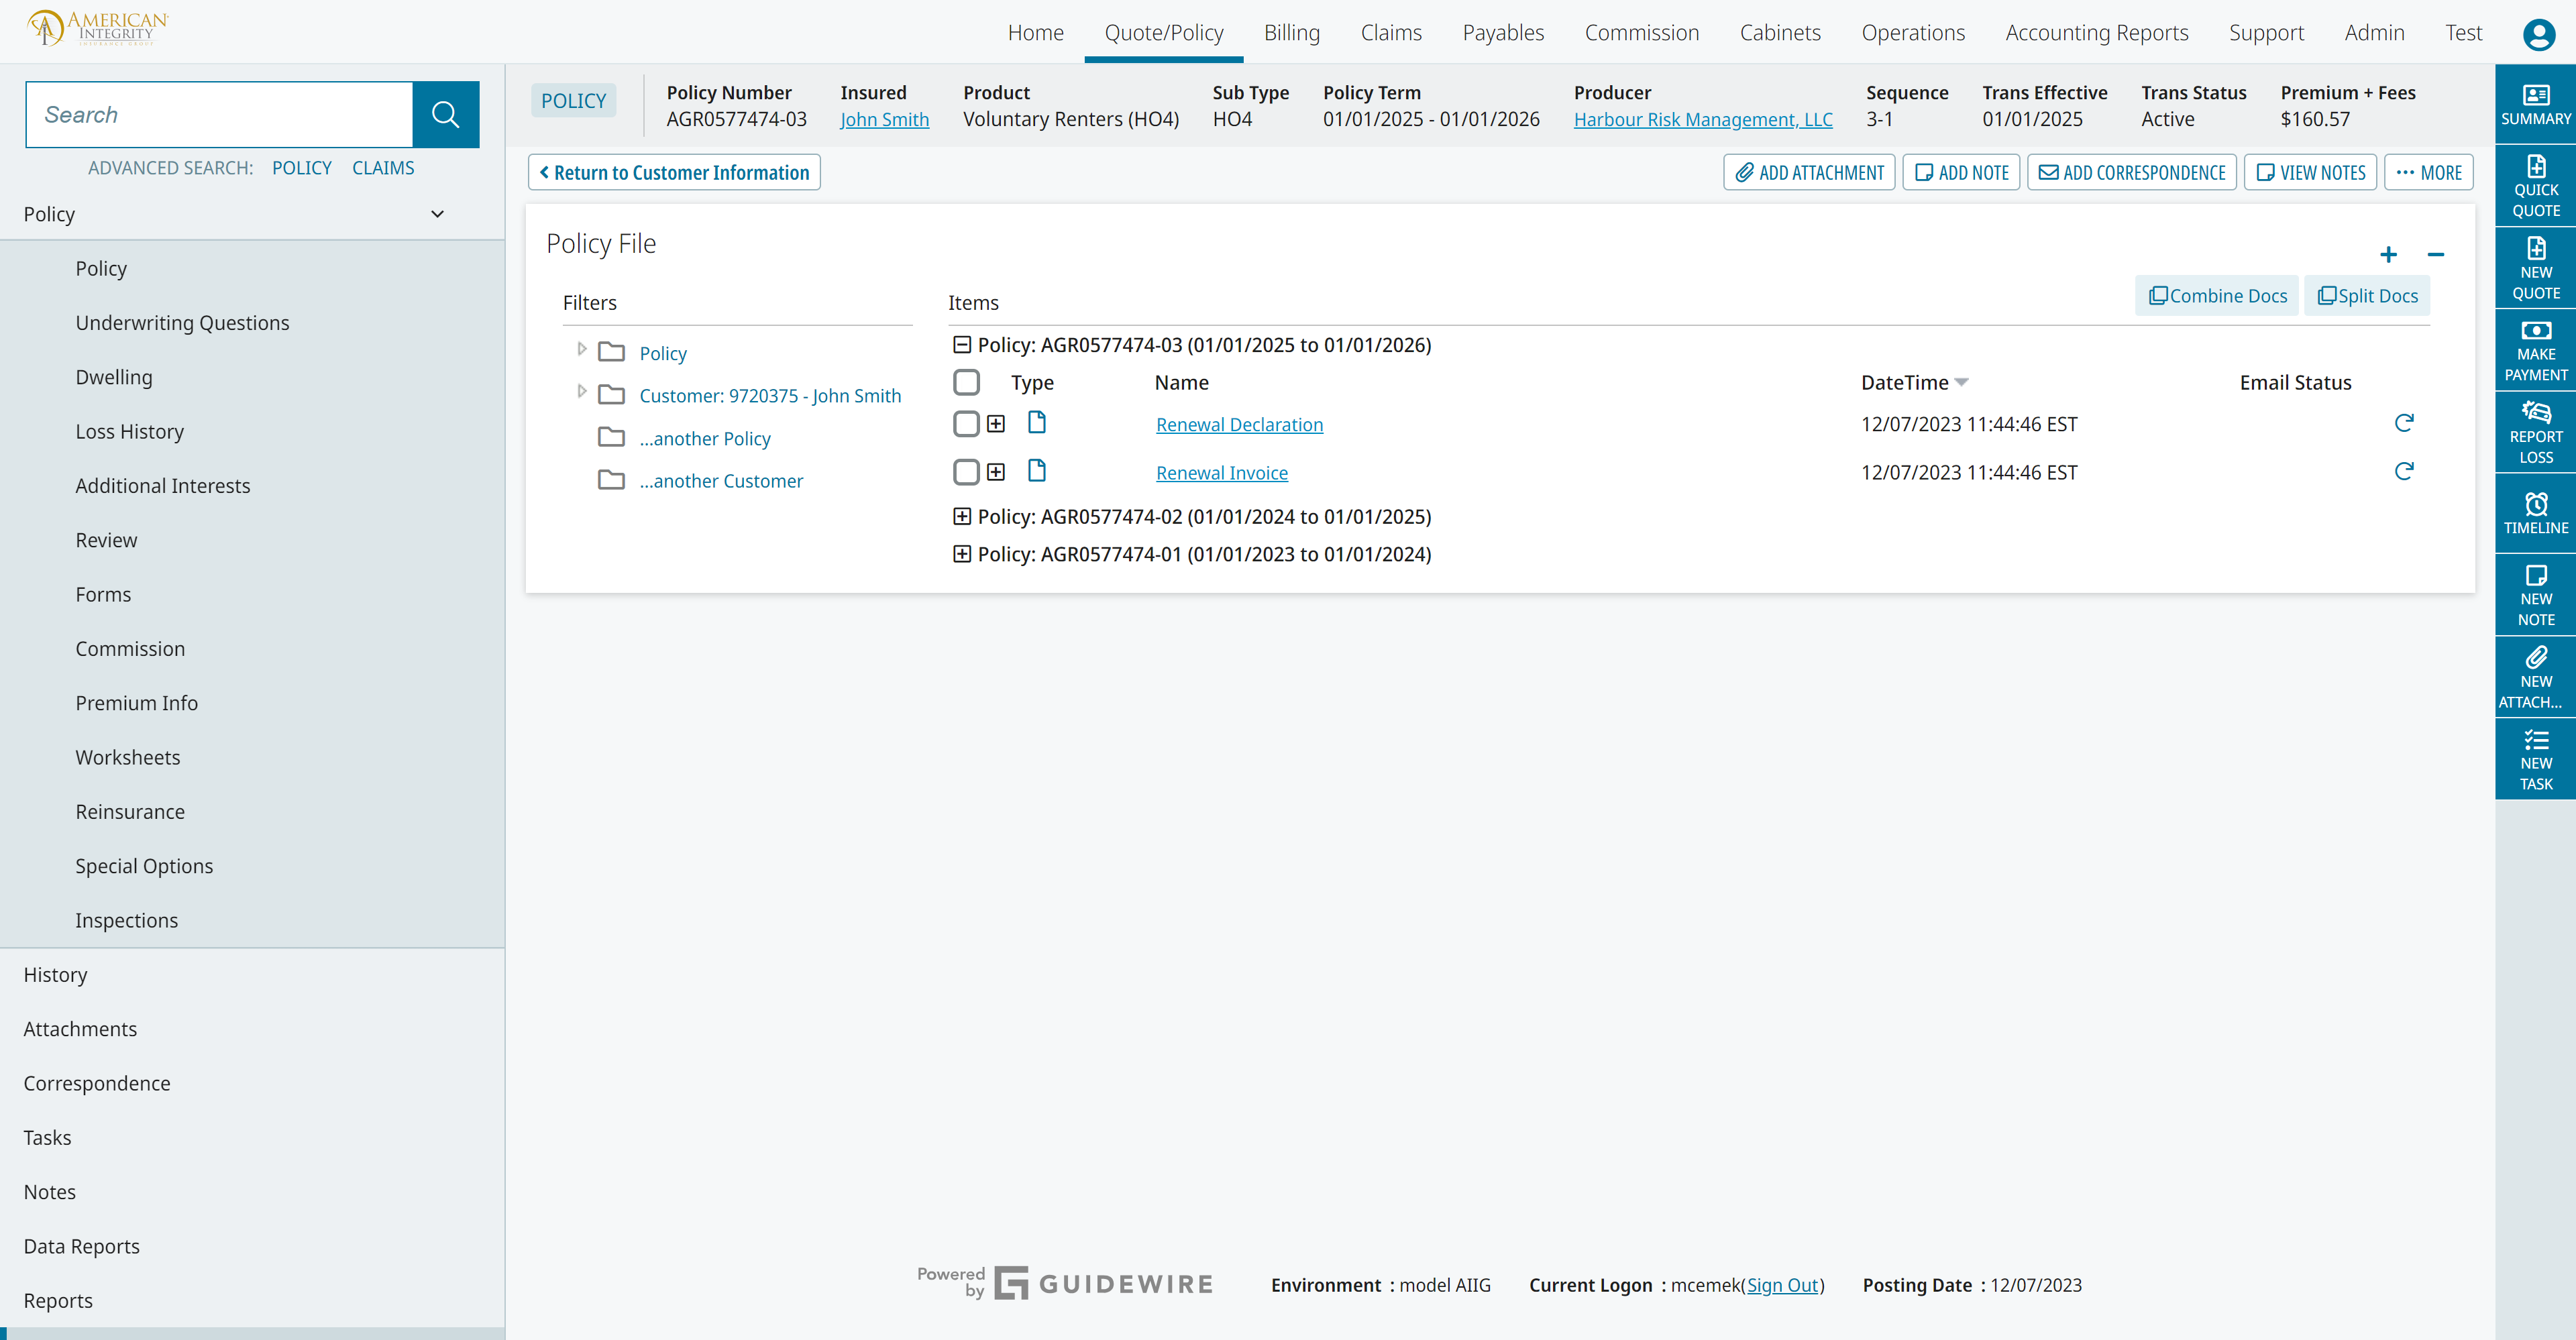 AMERICAN
INTEGRITY
INSURANCE GROUP
Home Quote/Policy Billing Claims Payables Commission Cabinets Operations Accounting Reports Support Admin Test
Search
ADVANCED SEARCH: POLICY CLAIMS
Policy
Policy
Underwriting Questions
Dwelling
Loss History
Additional Interests
Review
Forms
Commission
Premium Info
Worksheets
Reinsurance
Special Options
Inspections
History
Attachments
Correspondence
Tasks
Notes
Data Reports
Reports
POLICY
Policy Number Insured Product Sub Type Policy Term Producer Sequence Trans Effective Trans Status Premium + Fees
AGR0577474-03 John Smith Voluntary Renters (HO4) HO4 01/01/2025 - 01/01/2026 Harbour Risk Management, LLC 3-1 01/01/2025 Active $160.57
Return to Customer Information ADD ATTACHMENT ADD NOTE ADD CORRESPONDENCE VIEW NOTES ··· MORE
Policy File
Filters
Policy
Customer: 9720375 - John Smith
...another Policy
...another Customer
Items
Combine Docs Split Docs
Policy: AGR0577474-03 (01/01/2025 to 01/01/2026)
Type Name DateTime Email Status
Renewal Declaration 12/07/2023 11:44:46 EST
Renewal Invoice 12/07/2023 11:44:46 EST
Policy: AGR0577474-02 (01/01/2024 to 01/01/2025)
Policy: AGR0577474-01 (01/01/2023 to 01/01/2024)
SUMMARY
QUICK
QUOTE
NEW
QUOTE
MAKE
PAYMENT
REPORT
LOSS
TIMELINE
NEW
NOTE
NEW
ATTACH...
NEW
TASK
Powered
by GUIDEWIRE
Environment : model AIIG Current Logon : mcemek(Sign Out) Posting Date : 12/07/2023